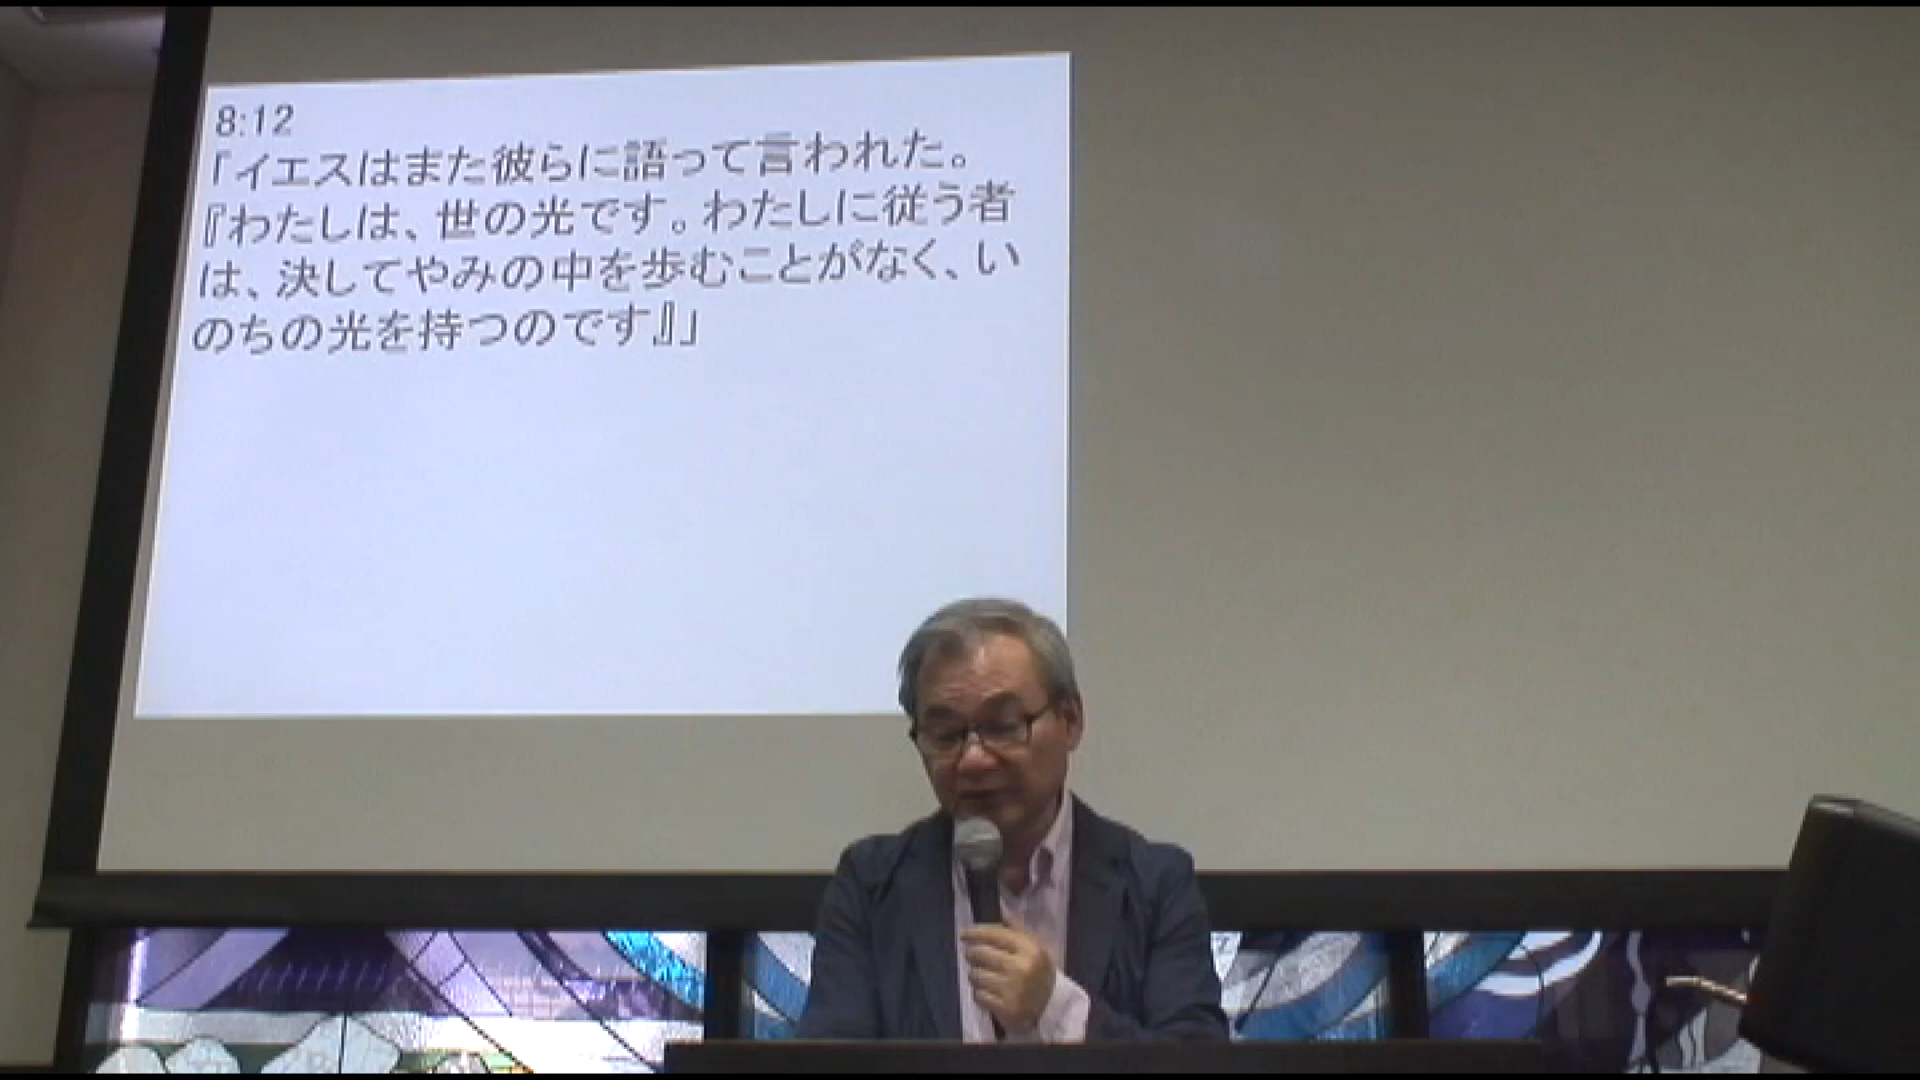 8:12
「イエスはまた彼らに語って言われた。
『わたしは、世の光です。わたしに従う者
は、決してやみの中を歩むことがなく、い
のちの光を持つのです』」